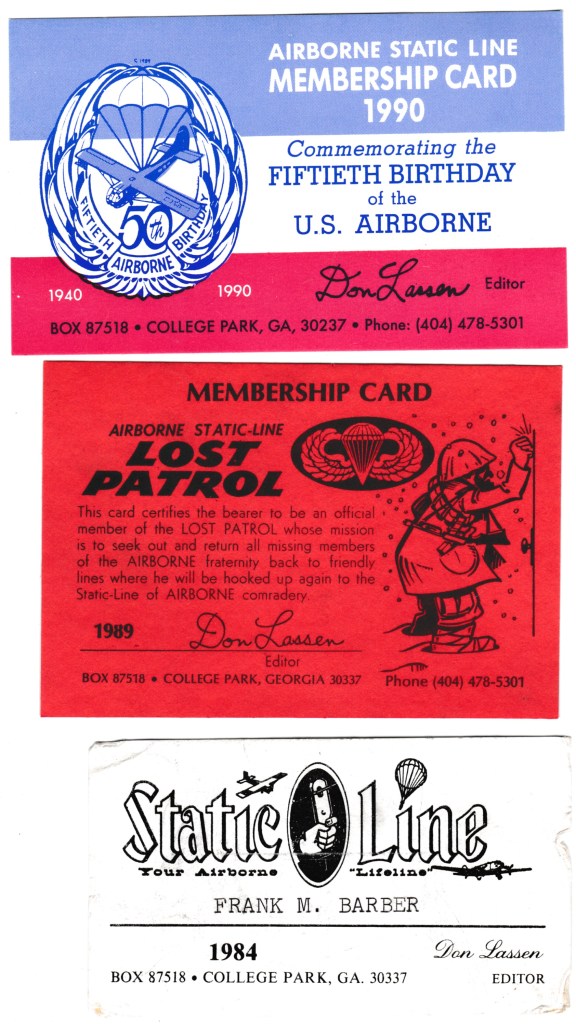 © 1989
AIRBORNE STATIC LINE
MEMBERSHIP CARD
1990
Commemorating the
FIFTIETH BIRTHDAY
of the
U.S. AIRBORNE
50th
FIFTIETH AIRBORNE BIRTHDAY
1940
1990
Don Lassen
Editor
BOX 87518 • COLLEGE PARK, GA, 30237 • Phone: (404) 478-5301
MEMBERSHIP CARD
AIRBORNE STATIC-LINE
LOST
PATROL
This card certifies the bearer to be an official
member of the LOST PATROL whose mission
is to seek out and return all missing members
of the AIRBORNE fraternity back to friendly
lines where he will be hooked up again to the
Static-Line of AIRBORNE comradery.
1989
Don Lassen
Editor
BOX 87518 • COLLEGE PARK, GEORGIA 30337
Phone (404) 478-5301
Static Line
Your Airborne "Lifeline"
FRANK M. BARBER
1984
Don Lassen
BOX 87518 • COLLEGE PARK, GA. 30337
EDITOR